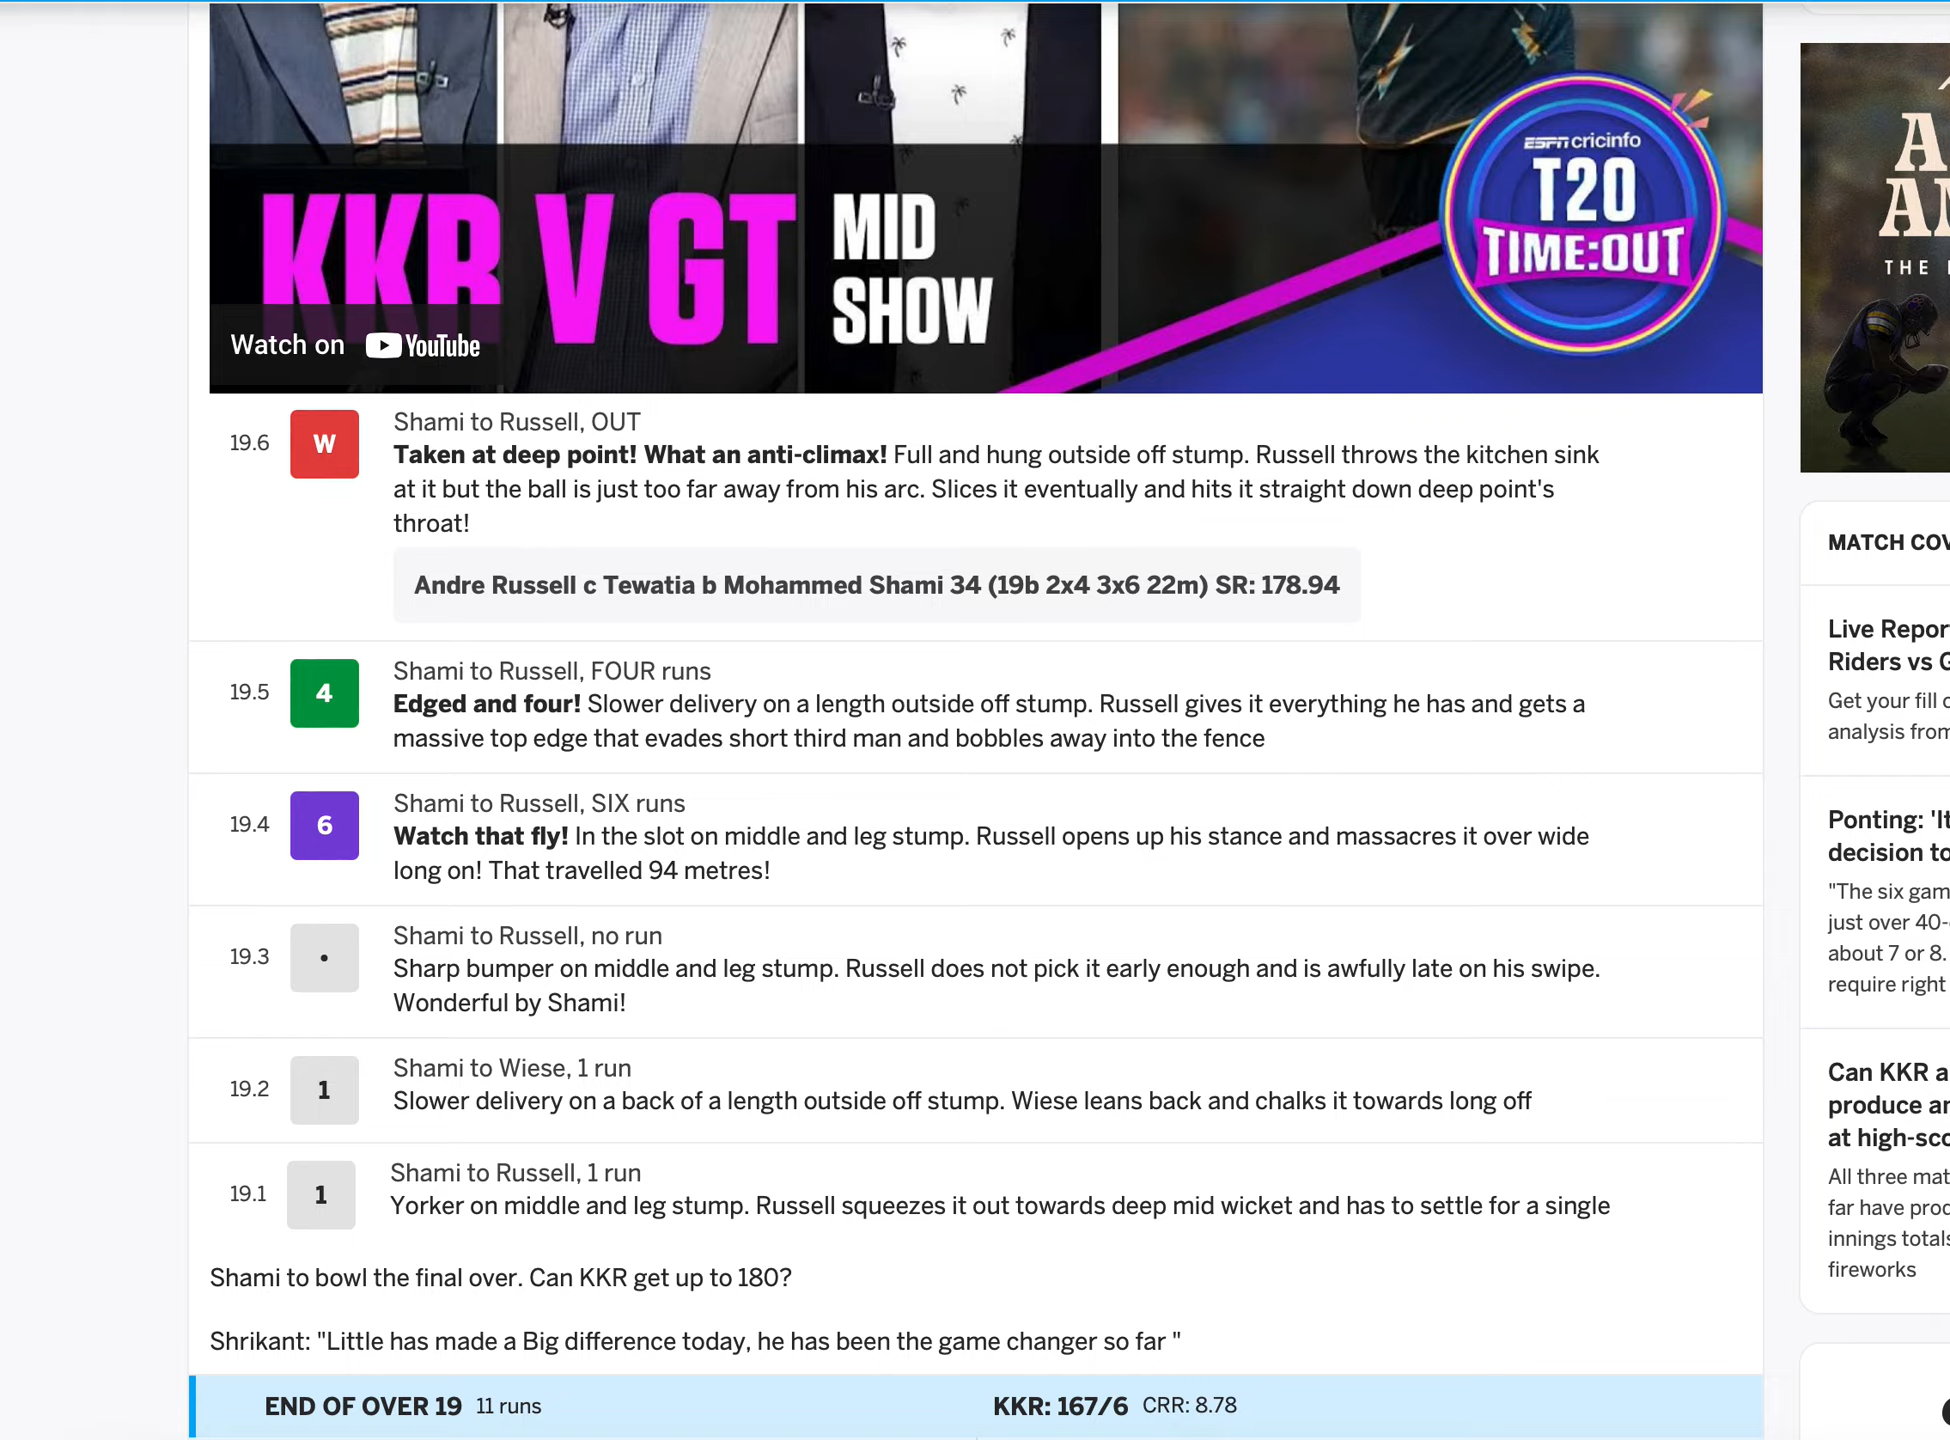 KKR V GT
MID
SHOW
ESPN cricinfo
T20
TIME:OUT
Watch on YouTube
THE
19.6
W
Shami to Russell, OUT
Taken at deep point! What an anti-climax! Full and hung outside off stump. Russell throws the kitchen sink
at it but the ball is just too far away from his arc. Slices it eventually and hits it straight down deep point's
throat!
Andre Russell c Tewatia b Mohammed Shami 34 (19b 2x4 3x6 22m) SR: 178.94
19.5
4
Shami to Russell, FOUR runs
Edged and four! Slower delivery on a length outside off stump. Russell gives it everything he has and gets a
massive top edge that evades short third man and bobbles away into the fence
19.4
6
Shami to Russell, SIX runs
Watch that fly! In the slot on middle and leg stump. Russell opens up his stance and massacres it over wide
long on! That travelled 94 metres!
19.3
•
Shami to Russell, no run
Sharp bumper on middle and leg stump. Russell does not pick it early enough and is awfully late on his swipe.
Wonderful by Shami!
19.2
1
Shami to Wiese, 1 run
Slower delivery on a back of a length outside off stump. Wiese leans back and chalks it towards long off
19.1
1
Shami to Russell, 1 run
Yorker on middle and leg stump. Russell squeezes it out towards deep mid wicket and has to settle for a single
Shami to bowl the final over. Can KKR get up to 180?
Shrikant: "Little has made a Big difference today, he has been the game changer so far "
END OF OVER 19 11 runs KKR: 167/6 CRR: 8.78
MATCH COV
Live Repor
Riders vs G
Get your fill
analysis from
Ponting: 'It
decision to
"The six gam
just over 40-
about 7 or 8.
require right
Can KKR a
produce an
at high-sco
All three mat
far have prod
innings totals
fireworks